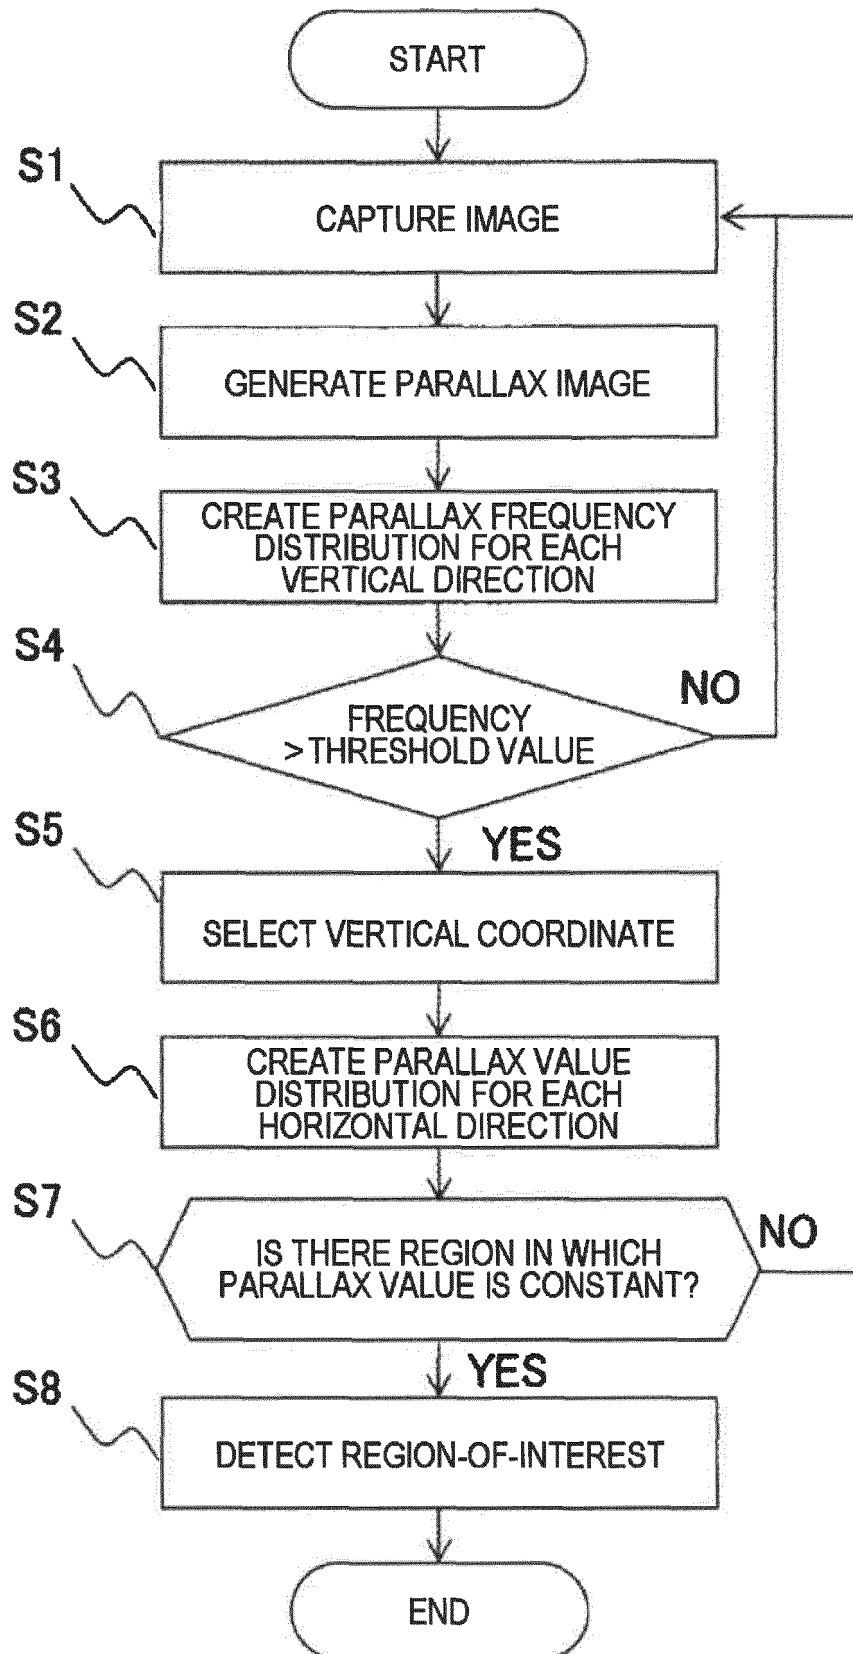 START
S1
CAPTURE IMAGE
S2
GENERATE PARALLAX IMAGE
S3
CREATE PARALLAX FREQUENCY
DISTRIBUTION FOR EACH
VERTICAL DIRECTION
S4
NO
FREQUENCY
> THRESHOLD VALUE
S5
YES
SELECT VERTICAL COORDINATE
S6
CREATE PARALLAX VALUE
DISTRIBUTION FOR EACH
HORIZONTAL DIRECTION
S7
NO
IS THERE REGION IN WHICH
PARALLAX VALUE IS CONSTANT?
YES
S8
DETECT REGION-OF-INTEREST
END